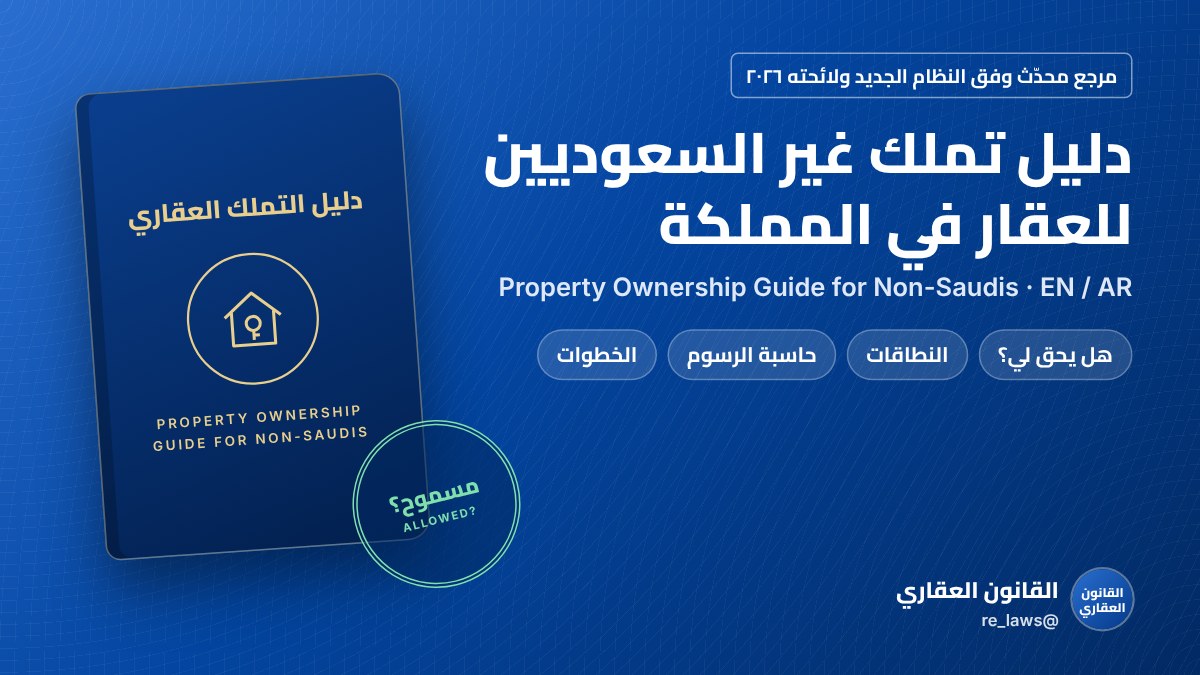 مرجع محدّث وفق النظام الجديد ولائحته ٢٠٢٦
دليل تملك غير السعوديين
للعقار في المملكة
Property Ownership Guide for Non-Saudis · EN / AR
هل يحق لي؟
النطاقات
حاسبة الرسوم
الخطوات
دليل التملك العقاري
PROPERTY OWNERSHIP
GUIDE FOR NON-SAUDIS
مسموح؟
ALLOWED?
القانون العقاري
re_laws@
القانون
العقاري